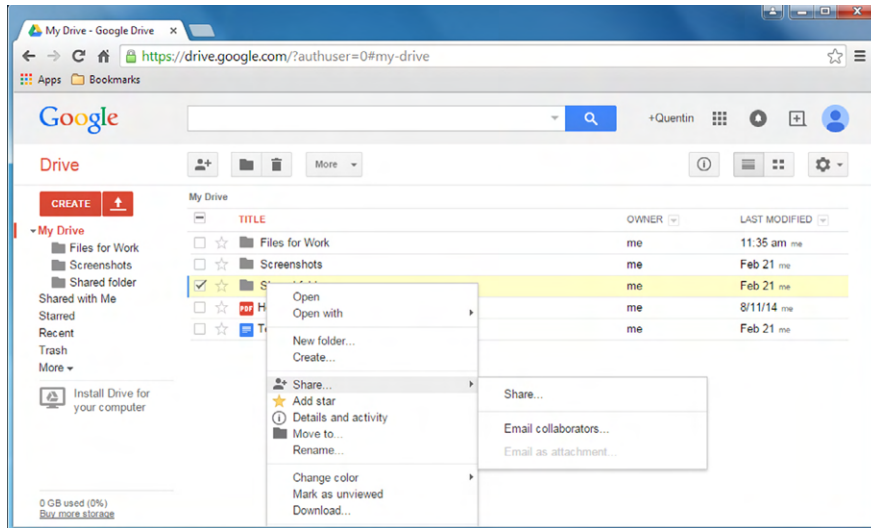 My Drive - Google Drive
https://drive.google.com/?authuser=0#my-drive
Apps Bookmarks
Google
+Quentin
Drive
More
CREATE
My Drive
TITLE OWNER LAST MODIFIED
My Drive
Files for Work
Screenshots
Shared folder
Shared with Me
Starred
Recent
Trash
More
Install Drive for
your computer
0 GB used (0%)
Buy more storage
Files for Work me 11:35 am me
Screenshots me Feb 21 me
me Feb 21 me
PDF me 8/11/14 me
me Feb 21 me
Open
Open with
New folder...
Create...
Share...
Add star
Details and activity
Move to...
Rename...
Change color
Mark as unviewed
Download...
Share...
Email collaborators...
Email as attachment...